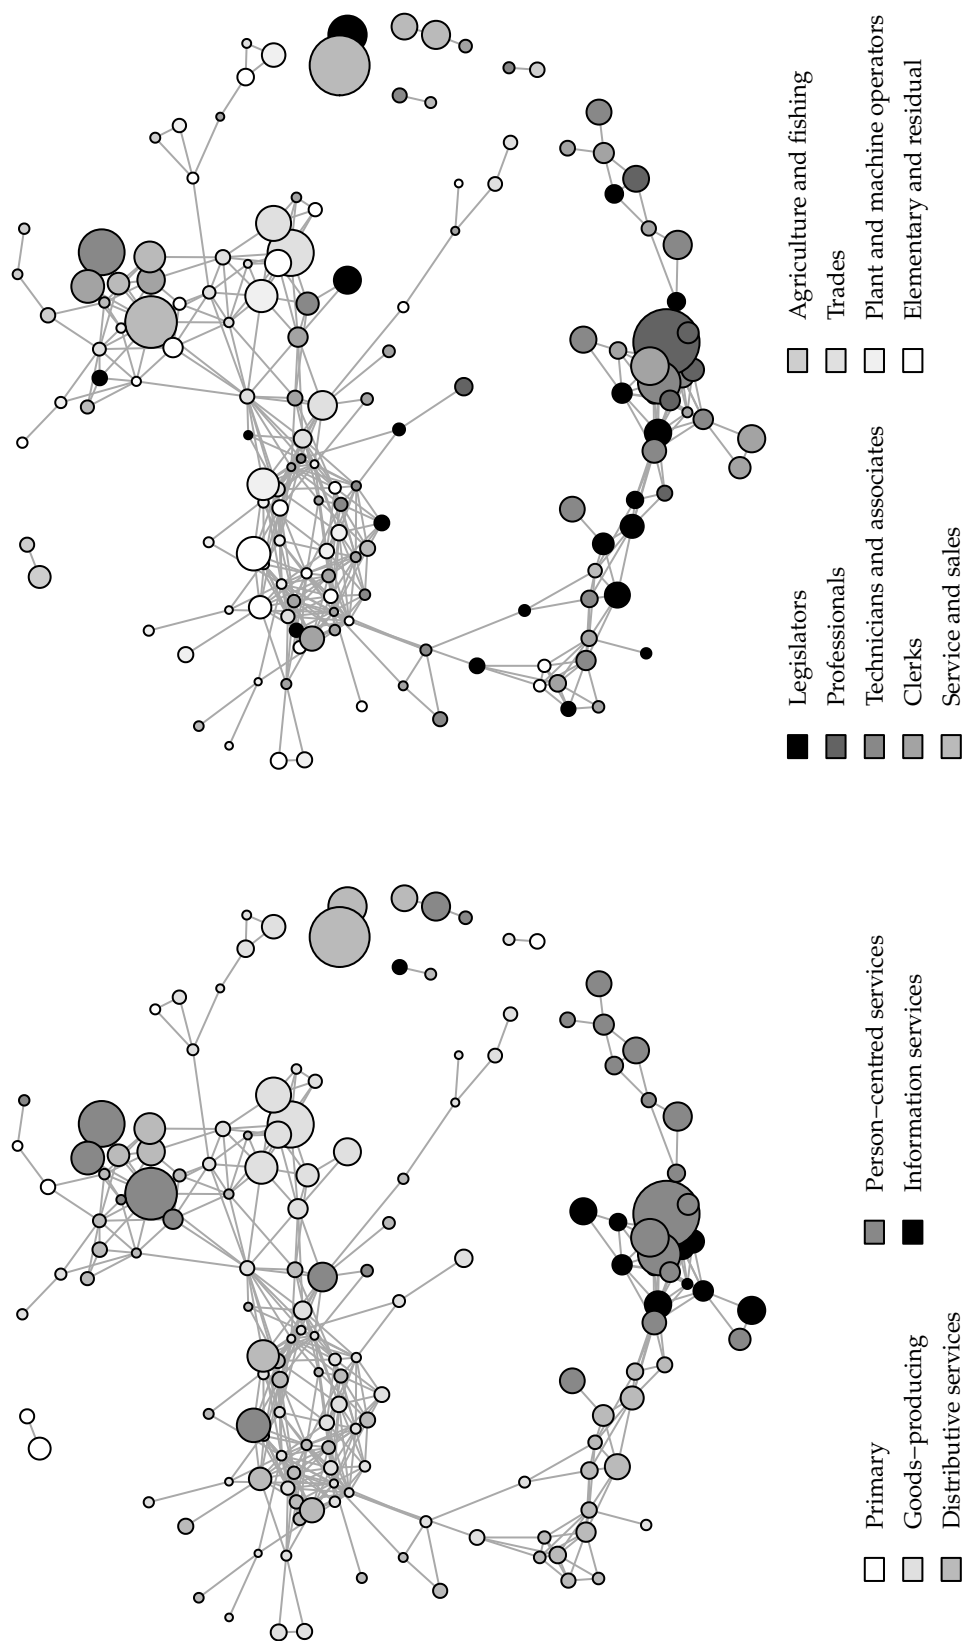 Legislators
Professionals
Technicians and associates
Clerks
Service and sales
Agriculture and fishing
Trades
Plant and machine operators
Elementary and residual
Primary
Goods−producing
Distributive services
Person−centred services
Information services